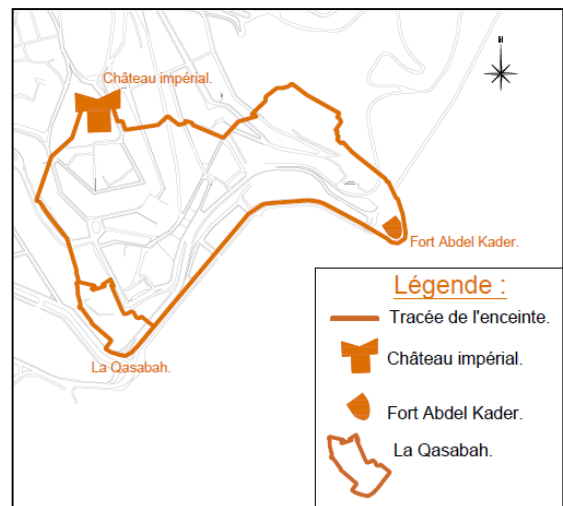 Château impérial.
Fort Abdel Kader.
La Qasabah.
Légende :
Tracée de l'enceinte.
Château impérial.
Fort Abdel Kader.
La Qasabah.